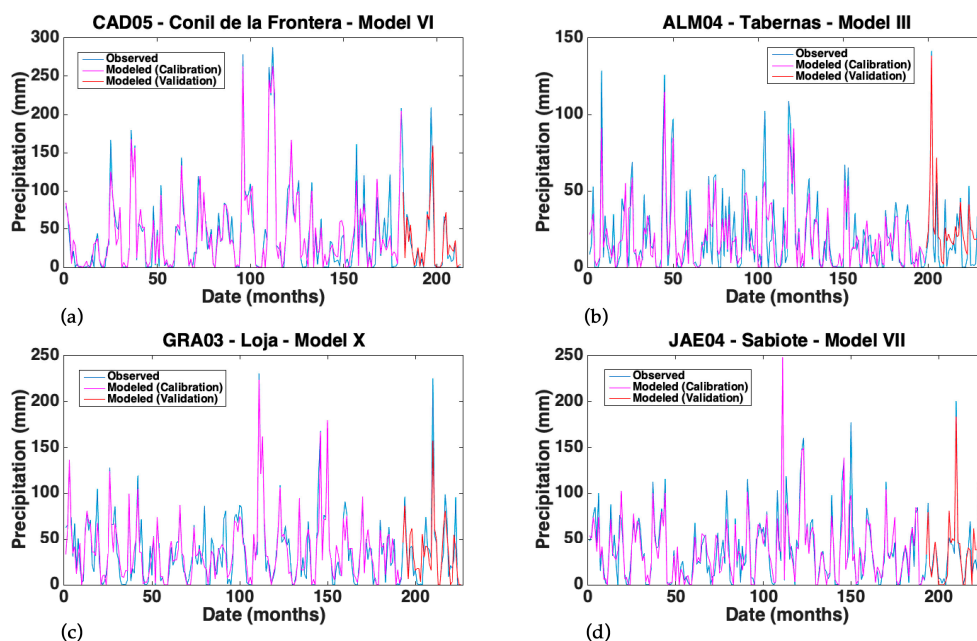 CAD05 - Conil de la Frontera - Model VI
300
250
200
150
100
50
0
Precipitation (mm)
Observed
Modeled (Calibration)
Modeled (Validation)
0 50 100 150 200
Date (months)
(a)
ALM04 - Tabernas - Model III
150
100
50
0
Precipitation (mm)
Observed
Modeled (Calibration)
Modeled (Validation)
0 50 100 150 200
Date (months)
(b)
GRA03 - Loja - Model X
250
200
150
100
50
0
Precipitation (mm)
Observed
Modeled (Calibration)
Modeled (Validation)
0 50 100 150 200
Date (months)
(c)
JAE04 - Sabiote - Model VII
250
200
150
100
50
0
Precipitation (mm)
Observed
Modeled (Calibration)
Modeled (Validation)
0 50 100 150 200
Date (months)
(d)